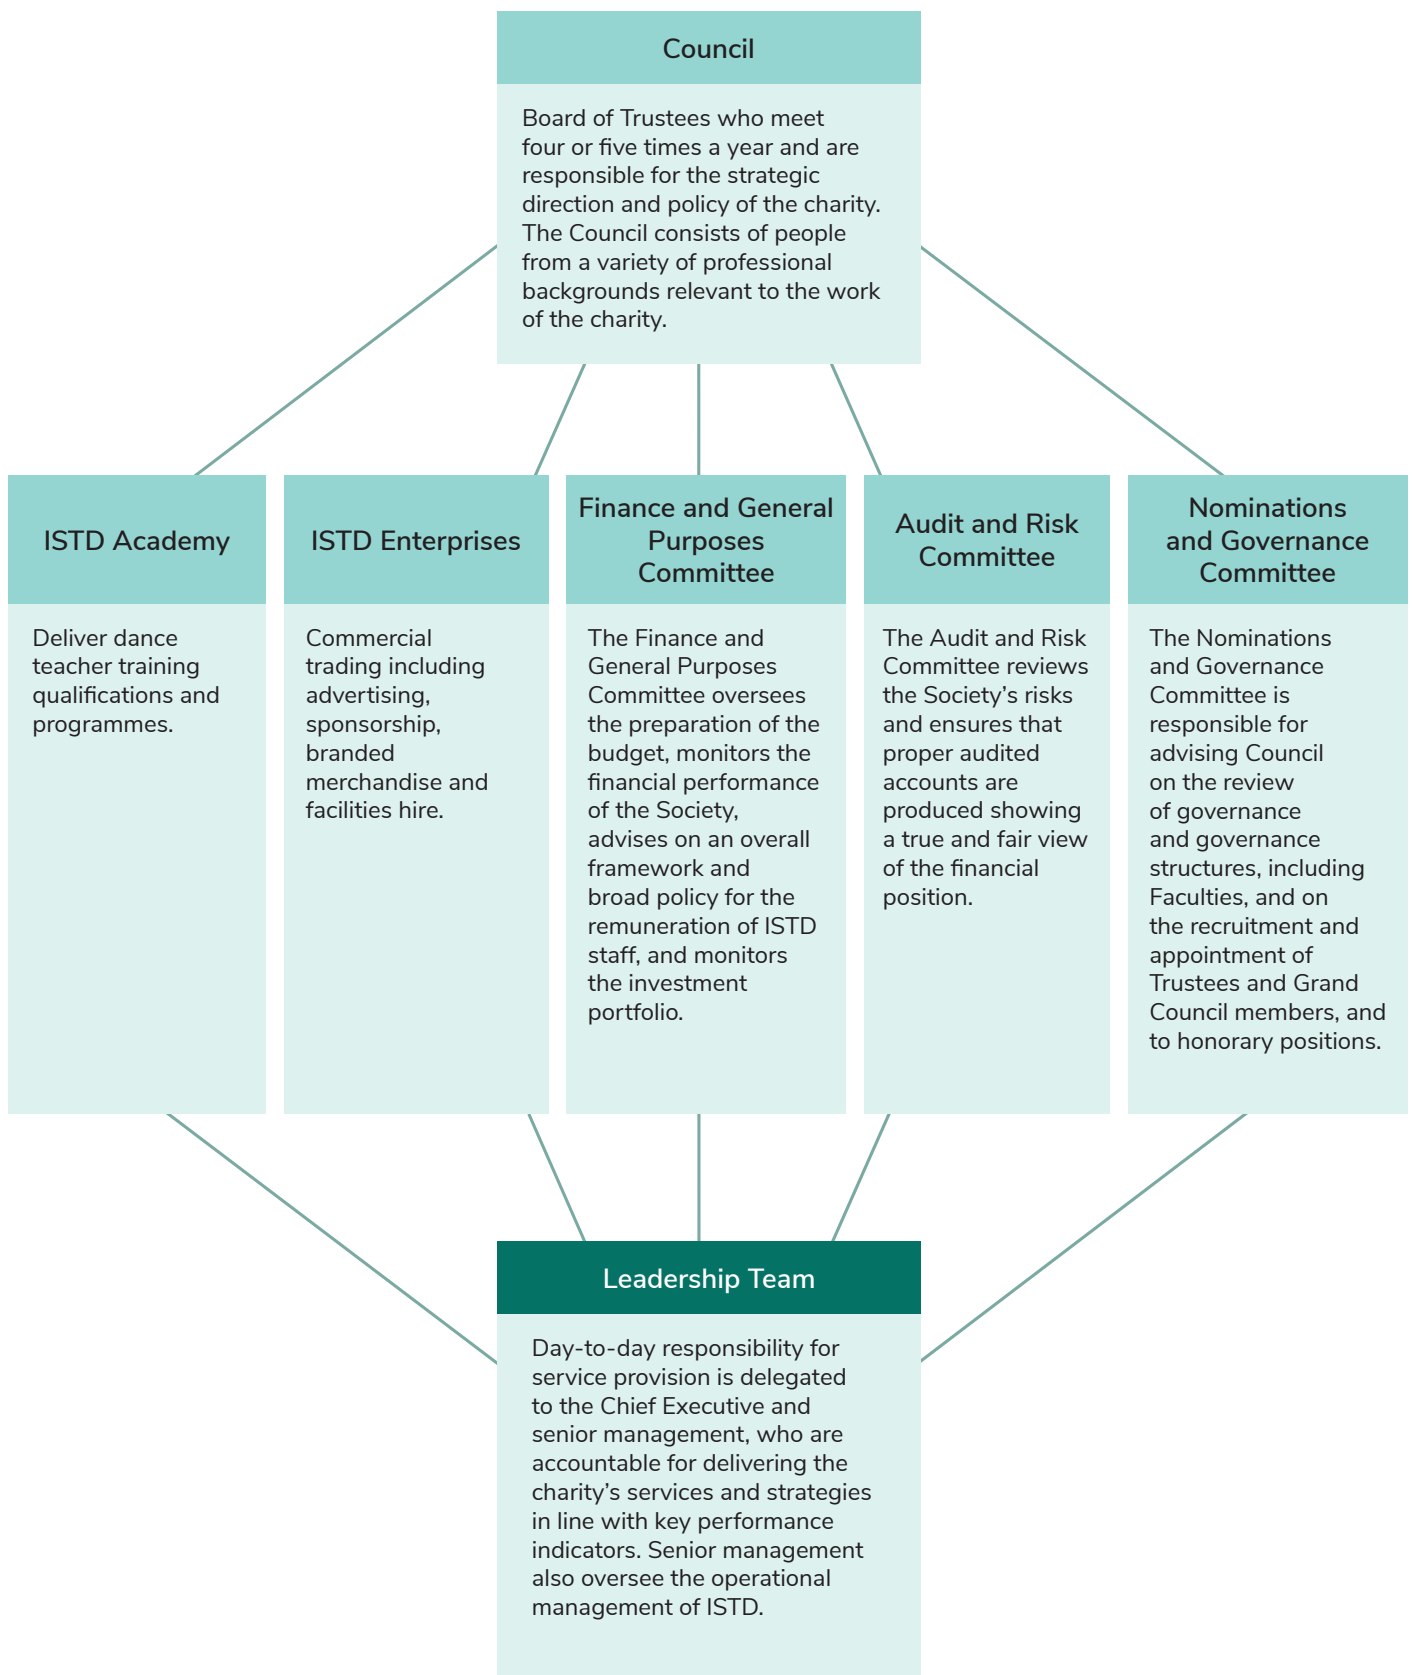 Council
Board of Trustees who meet
four or five times a year and are
responsible for the strategic
direction and policy of the charity.
The Council consists of people
from a variety of professional
backgrounds relevant to the work
of the charity.
ISTD Academy
Deliver dance
teacher training
qualifications and
programmes.
ISTD Enterprises
Commercial
trading including
advertising,
sponsorship,
branded
merchandise and
facilities hire.
Finance and General
Purposes
Committee
The Finance and
General Purposes
Committee oversees
the preparation of the
budget, monitors the
financial performance
of the Society,
advises on an overall
framework and
broad policy for the
remuneration of ISTD
staff, and monitors
the investment
portfolio.
Audit and Risk
Committee
The Audit and Risk
Committee reviews
the Society’s risks
and ensures that
proper audited
accounts are
produced showing
a true and fair view
of the financial
position.
Nominations
and Governance
Committee
The Nominations
and Governance
Committee is
responsible for
advising Council
on the review
of governance
and governance
structures, including
Faculties, and on
the recruitment and
appointment of
Trustees and Grand
Council members, and
to honorary positions.
Leadership Team
Day-to-day responsibility for
service provision is delegated
to the Chief Executive and
senior management, who are
accountable for delivering the
charity’s services and strategies
in line with key performance
indicators. Senior management
also oversee the operational
management of ISTD.